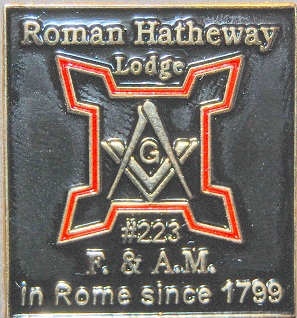 Roman Hatheway
Lodge
G
#223
F. & A.M.
in Rome since 1799